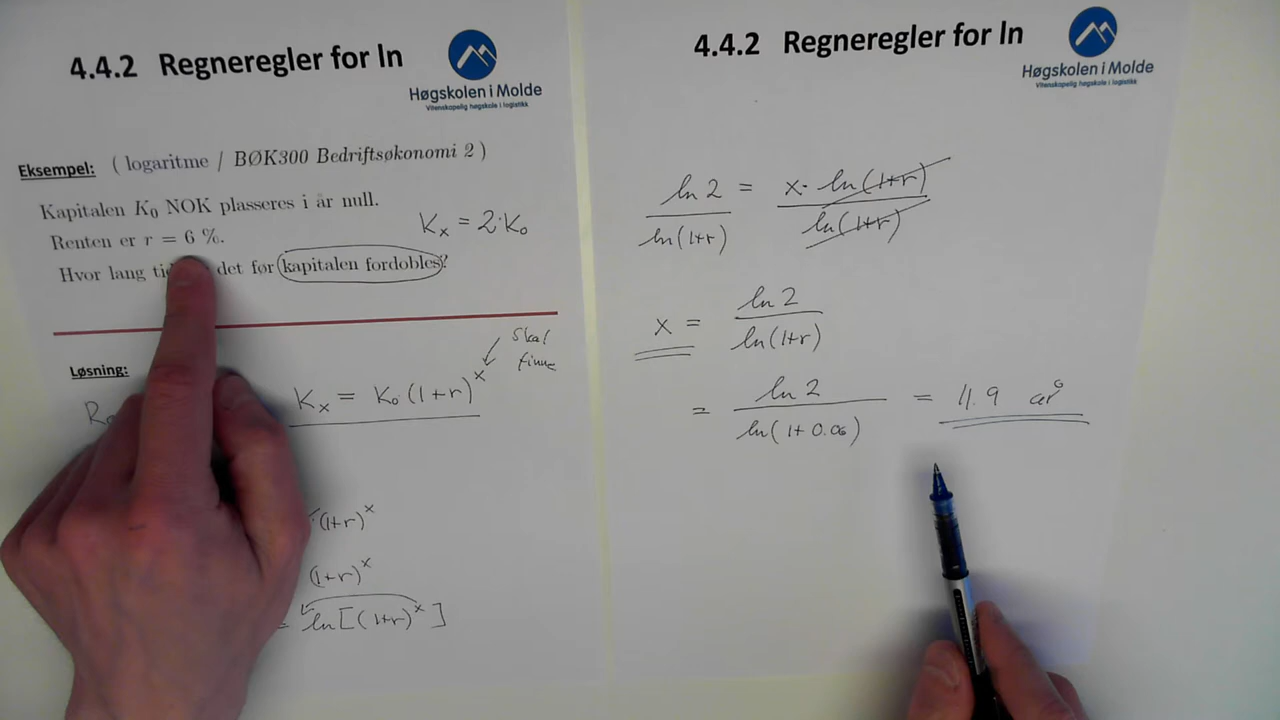 4.4.2 Regneregler for ln
Høgskolen i Molde
Vitenskapelig høgskole i logistikk
Eksempel: ( logaritme / BØK300 Bedriftsøkonomi 2 )
Kapitalen K₀ NOK plasseres i år null.
Renten er r = 6 %.
Kₓ = 2·K₀
Hvor lang det før kapitalen fordobles?
Løsning:
skal
finne
Kₓ = K₀·(1+r)^x
(1+r)^x
(1+r)^x
= ln[(1+r)^x]
4.4.2 Regneregler for ln
Høgskolen i Molde
Vitenskapelig høgskole i logistikk
ln 2 / ln(1+r) = x· ln(1+r) / ln(1+r)
x = ln 2 / ln(1+r)
= ln 2 / ln(1+0.06) = 11.9 år